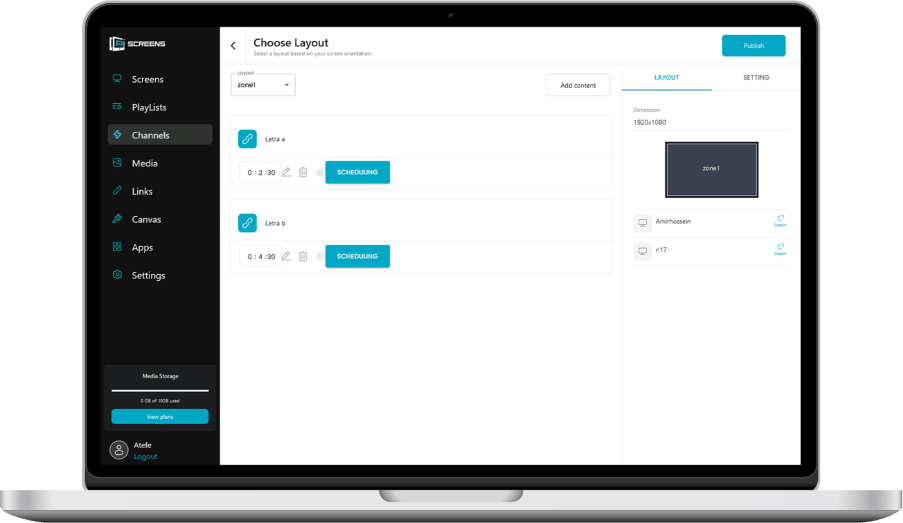 SCREENS
Screens
PlayLists
Channels
Media
Links
Canvas
Apps
Settings
Media Storage
0 GB of 10GB used
View plans
Atefe
Logout
Choose Layout
Select a layout based on your screen orientation.
Publish
Layout
zone1
Add content
Letra a
0 : 2 :30
SCHEDULING
Letra b
0 : 4 :30
SCHEDULING
LAYOUT
SETTING
Dimension
1920x1080
zone1
Amirhossein
Detach
n17
Detach